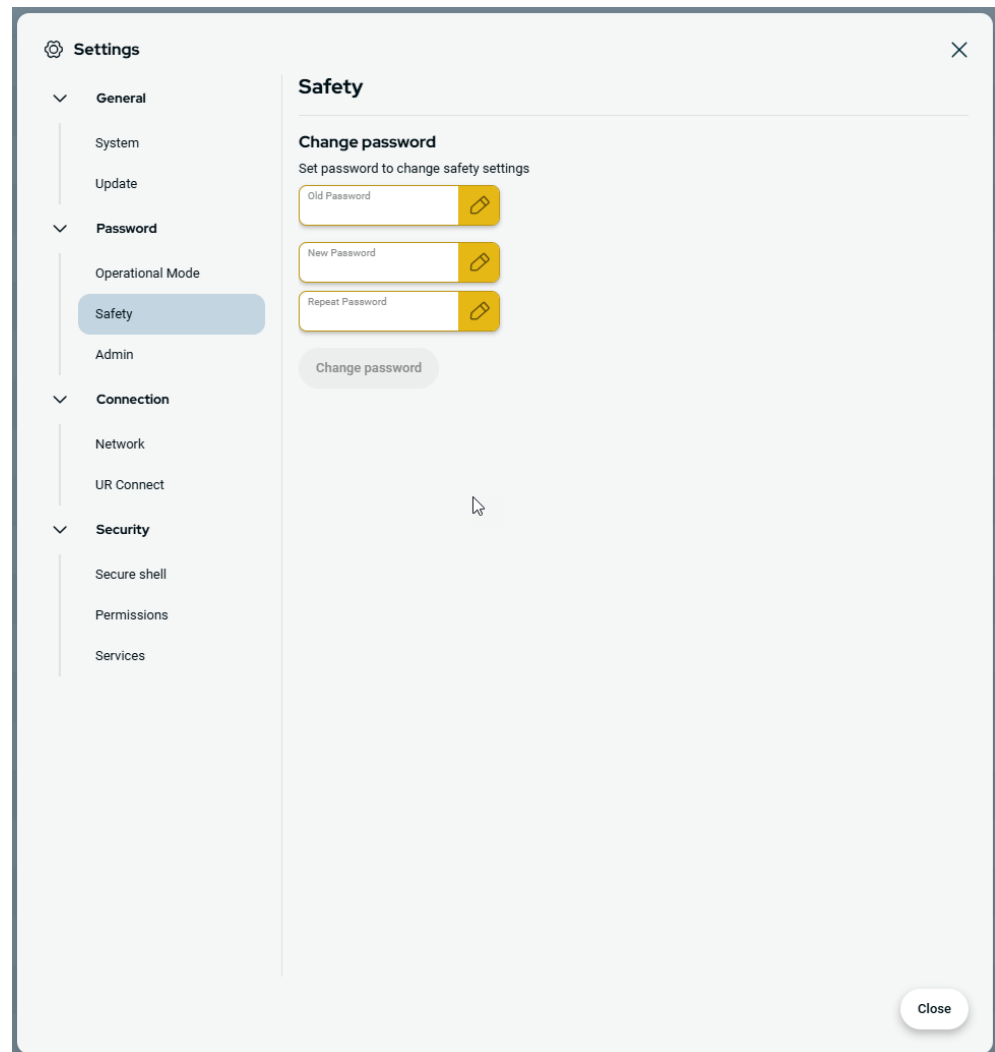 Settings
General
System
Update
Password
Operational Mode
Safety
Admin
Connection
Network
UR Connect
Security
Secure shell
Permissions
Services
Safety
Change password
Set password to change safety settings
Old Password
New Password
Repeat Password
Change password
Close